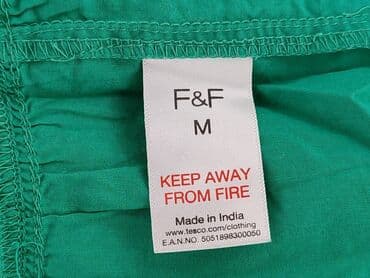 F&F
M
KEEP AWAY
FROM FIRE
Made in India
www.tesco.com/clothing
E.A.N.NO. 5051898300050